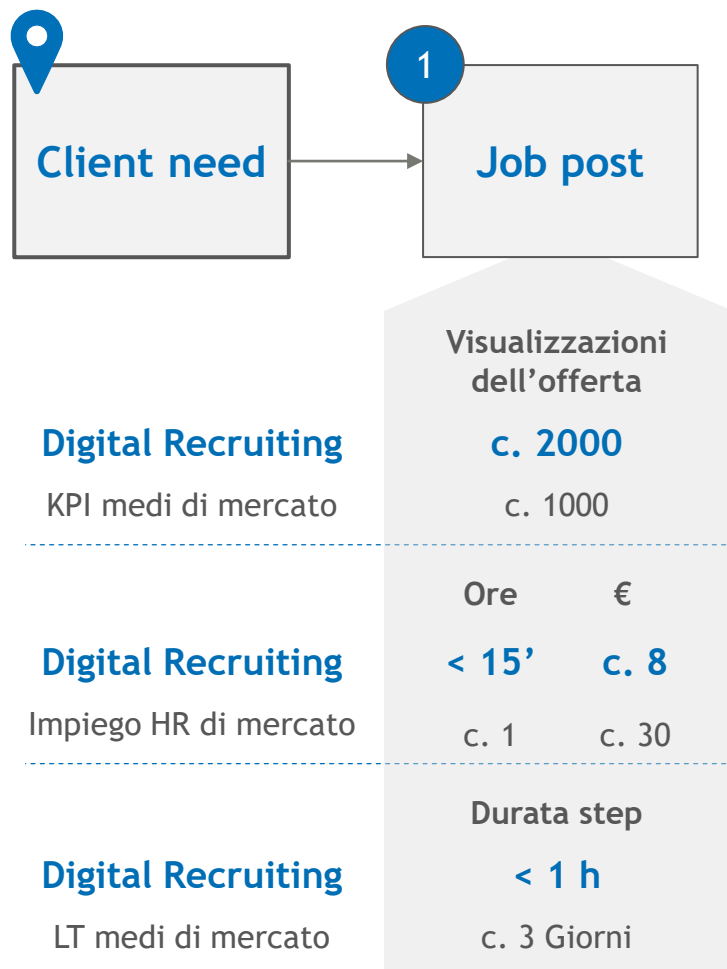 1
Client need
Job post
Visualizzazioni
dell’offerta
Digital Recruiting
c. 2000
KPI medi di mercato
c. 1000
Ore
€
Digital Recruiting
< 15’
c. 8
Impiego HR di mercato
c. 1
c. 30
Durata step
Digital Recruiting
< 1 h
LT medi di mercato
c. 3 Giorni